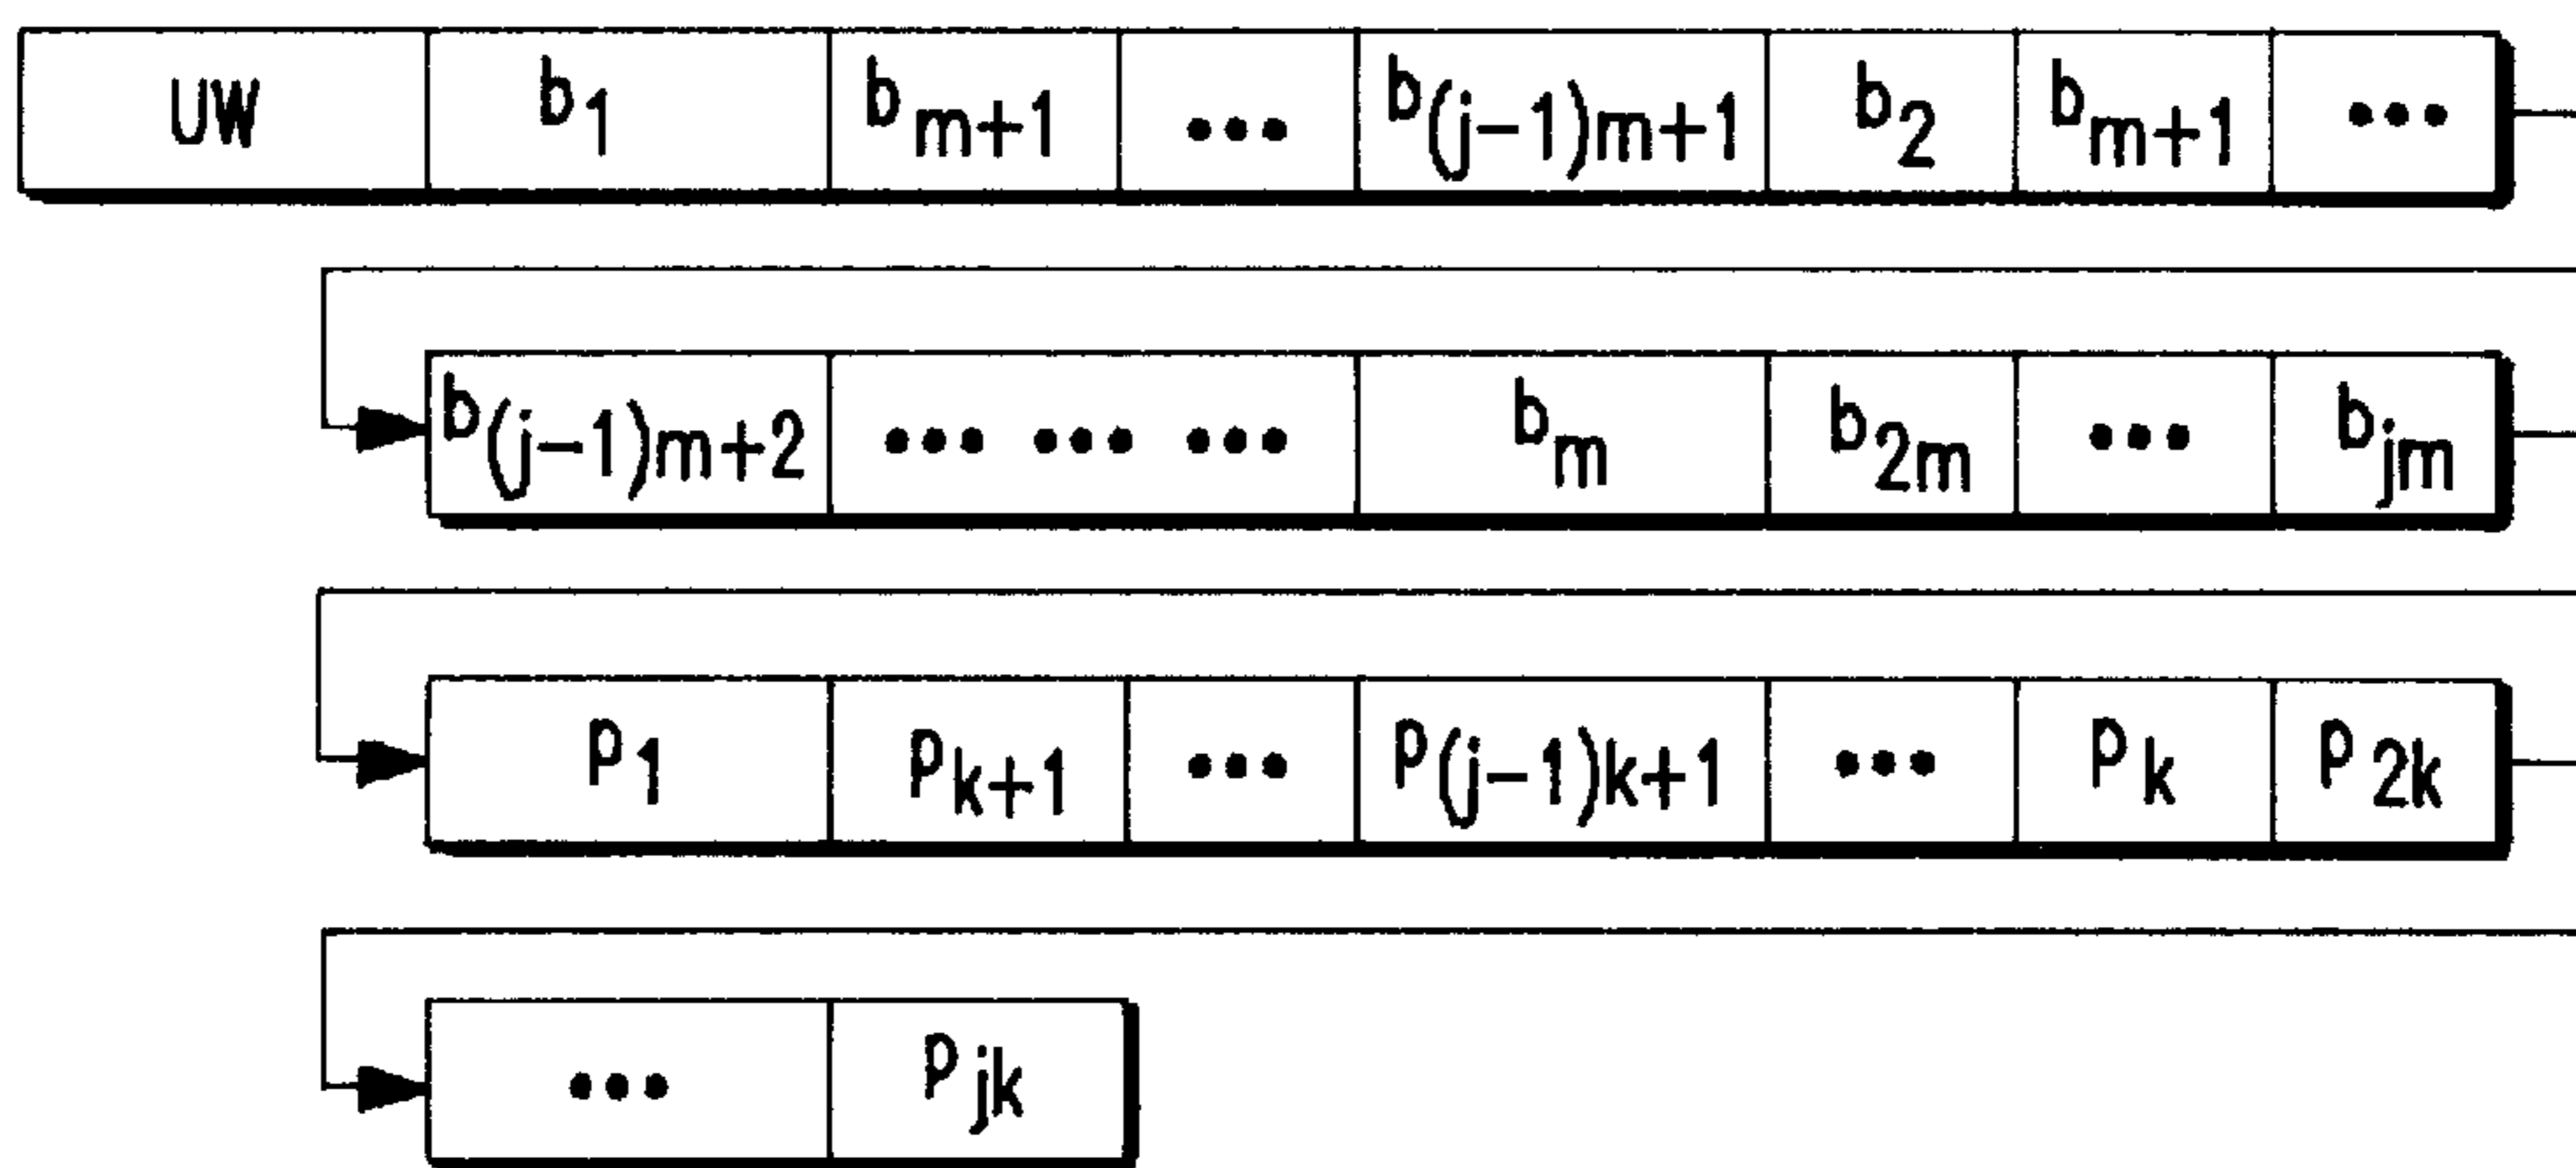 UW b1 bm+1 ... b(j-1)m+1 b2 bm+1 ...
b(j-1)m+2 ... ... ... bm b2m ... bjm
p1 pk+1 ... p(j-1)k+1 ... pk p2k
... pjk